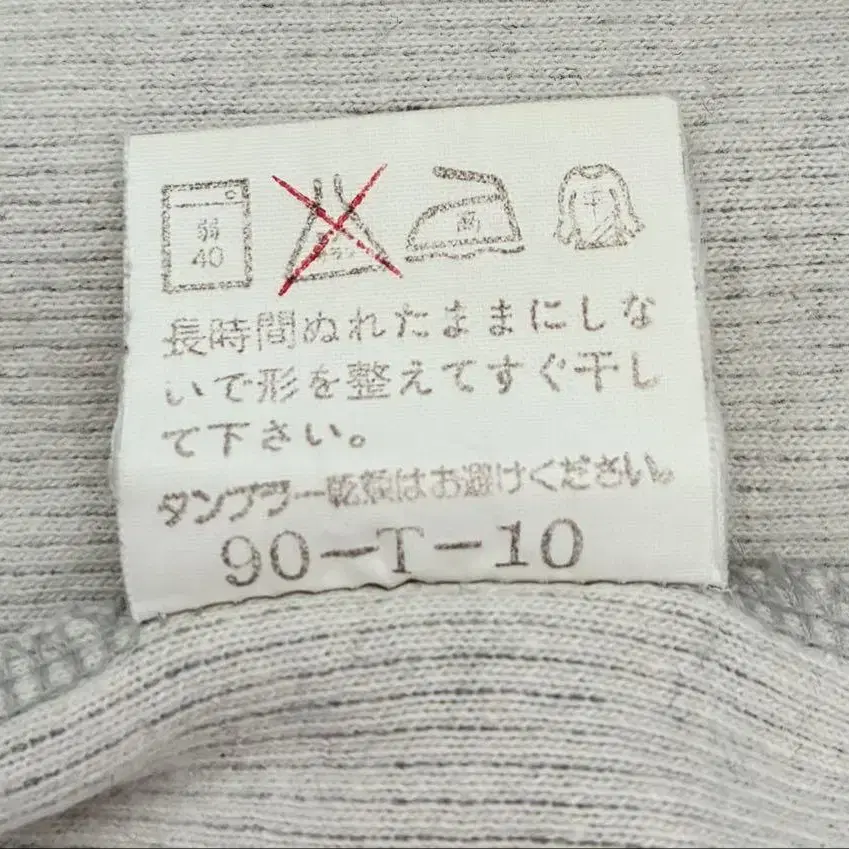 弱
40
高
長時間ぬれたままにしな
いで形を整えてすぐ干し
て下さい。
タンブラー乾燥はお避けください。
90-T-10